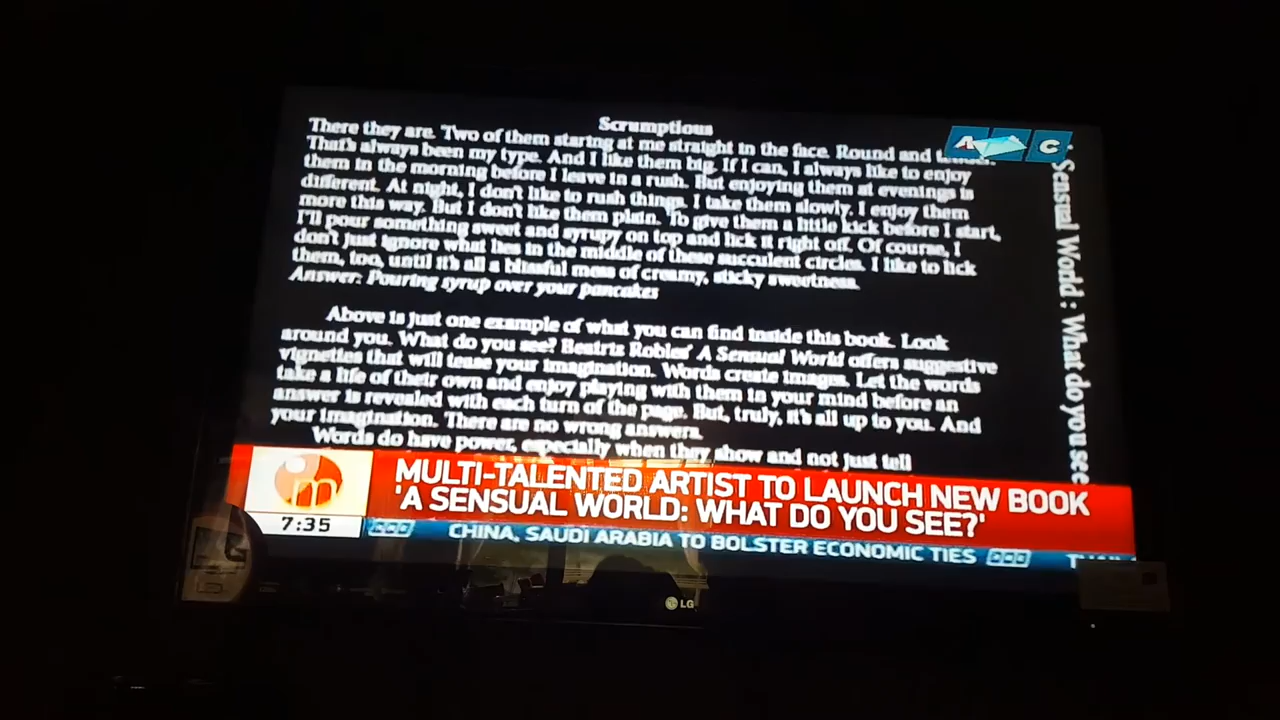 Scrumptious
There they are. Two of them starting at me straight in the face. Round and
That's always been my type. And I like them big. If I can, I always like to enjoy
them in the morning before I leave in a rush. But enjoying them at evenings is
different. At night, I don't like to rush things. I take them slowly. I enjoy them
more this way. But I don't like them plain. To give them a little kick before I start,
I'll pour something sweet and syrupy on top and lick it right off. Of course, I
don't just ignore what lies in the middle of these succulent circles. I like to lick
them, too, until it's all a blissful mess of creamy, sticky sweetness.
Answer: Pouring syrup over your pancakes
Above is just one example of what you can find inside this book. Look
around you. What do you see? Beatriz Robles' A Sensual World offers suggestive
vignettes that will tease your imagination. Words create images. Let the words
take a life of their own and enjoy playing with them in your mind before an
answer is revealed with each turn of the page. But, truly, it's all up to you. And
your imagination. There are no wrong answers.
Words do have power, especially when they show and not just tell
A C
Sensual World : What do you see
m
MULTI-TALENTED ARTIST TO LAUNCH NEW BOOK
'A SENSUAL WORLD: WHAT DO YOU SEE?'
7:35
CHINA, SAUDI ARABIA TO BOLSTER ECONOMIC TIES
LG